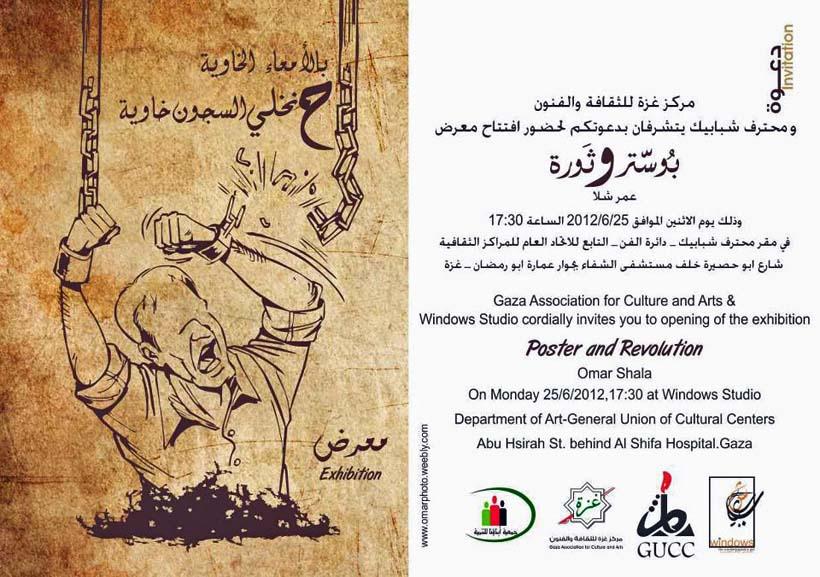 بالأمعاء الخاوية
ح نخلي السجون خاوية
معرض
Exhibition
www.omarphoto.weebly.com
دعوة
Invitation
مركز غزة للثقافة والفنون
ومحترف شبابيك يتشرفان بدعوتكم لحضور افتتاح معرض
بُوستّر وثَورة
عمر شلا
وذلك يوم الاثنين الموافق 2012/6/25 الساعة 17:30
في مقر محترف شبابيك _ دائرة الفن _ التابع للاتحاد العام للمراكز الثقافية
شارع ابو حصيرة خلف مستشفى الشفاء بجوار عمارة ابو رمضان _ غزة
Gaza Association for Culture and Arts &
Windows Studio cordially invites you to opening of the exhibition
Poster and Revolution
Omar Shala
On Monday 25/6/2012,17:30 at Windows Studio
Department of Art-General Union of Cultural Centers
Abu Hsirah St. behind Al Shifa Hospital.Gaza
غزة
مركز غزة للثقافة والفنون
Gaza Association for Culture and Arts
GUCC
windows